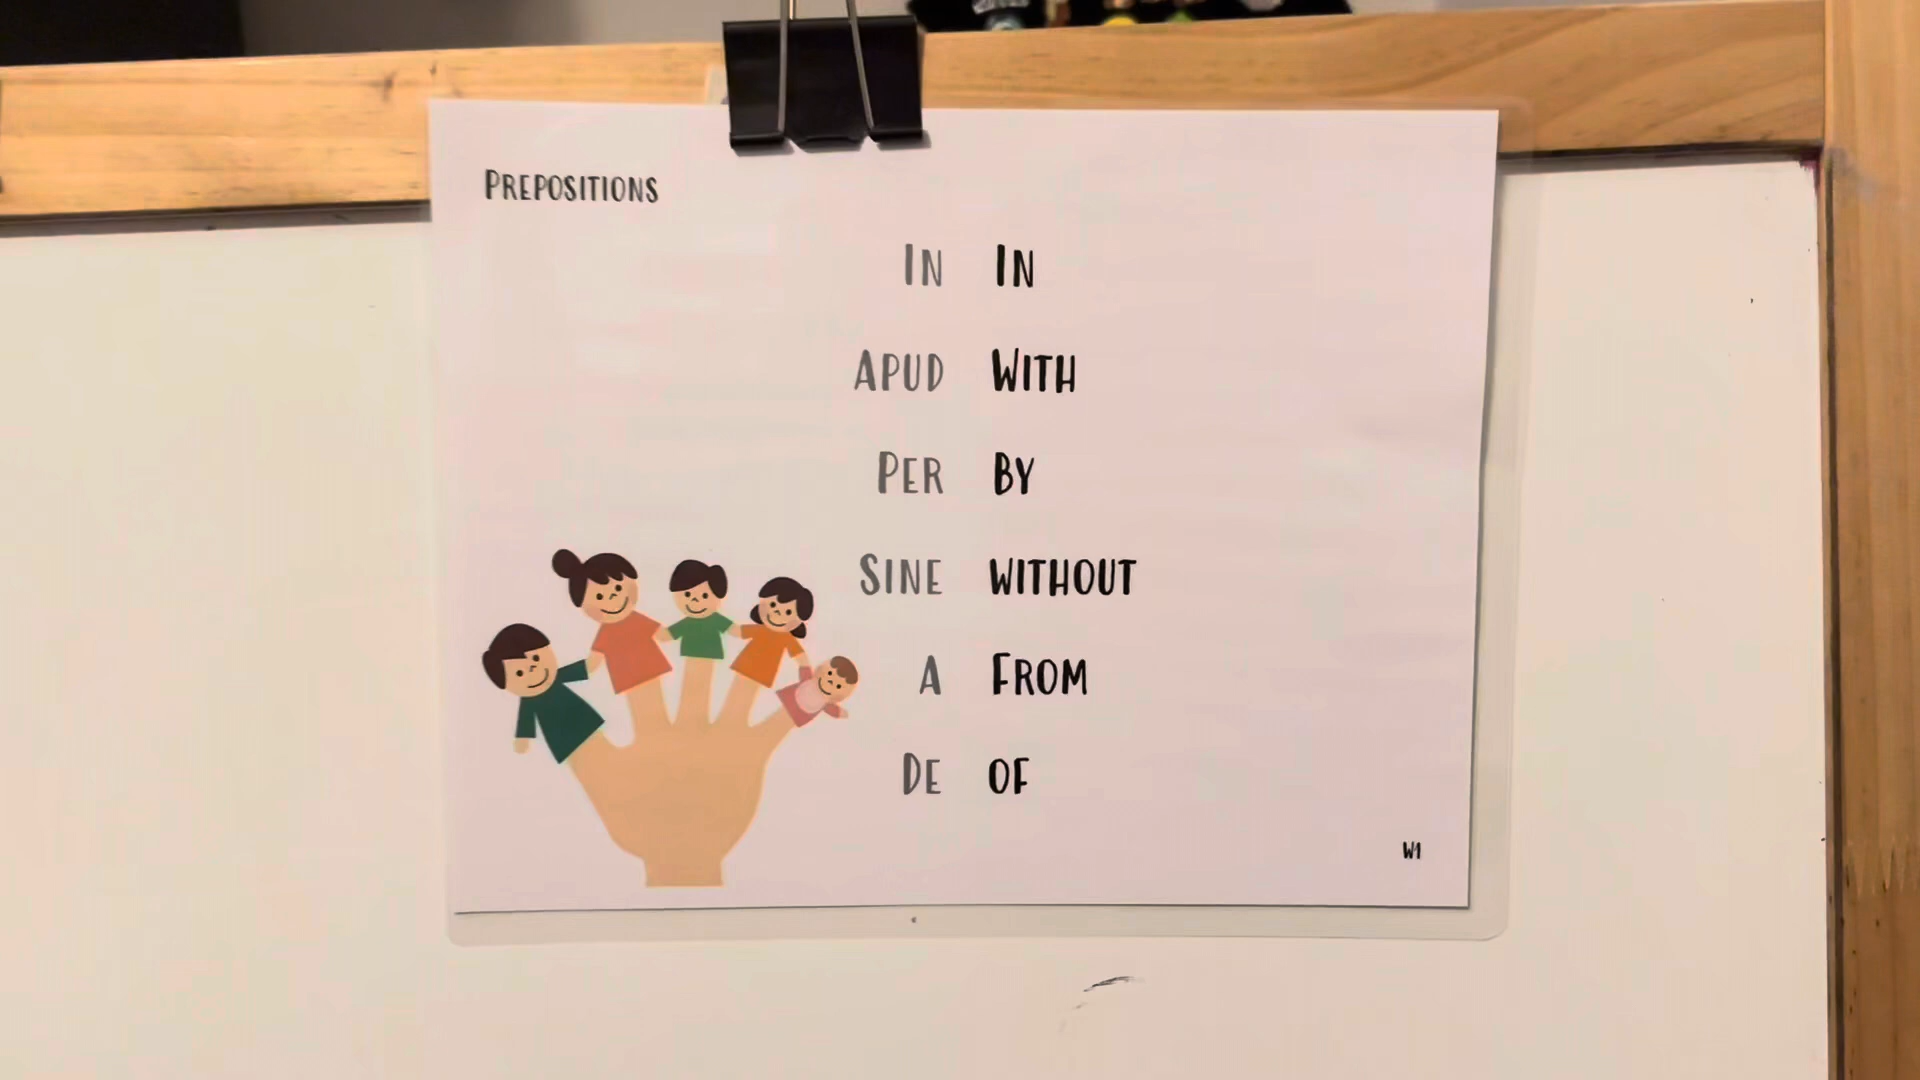 PREPOSITIONS
IN IN
APUD WITH
PER BY
SINE WITHOUT
A FROM
DE OF
W1